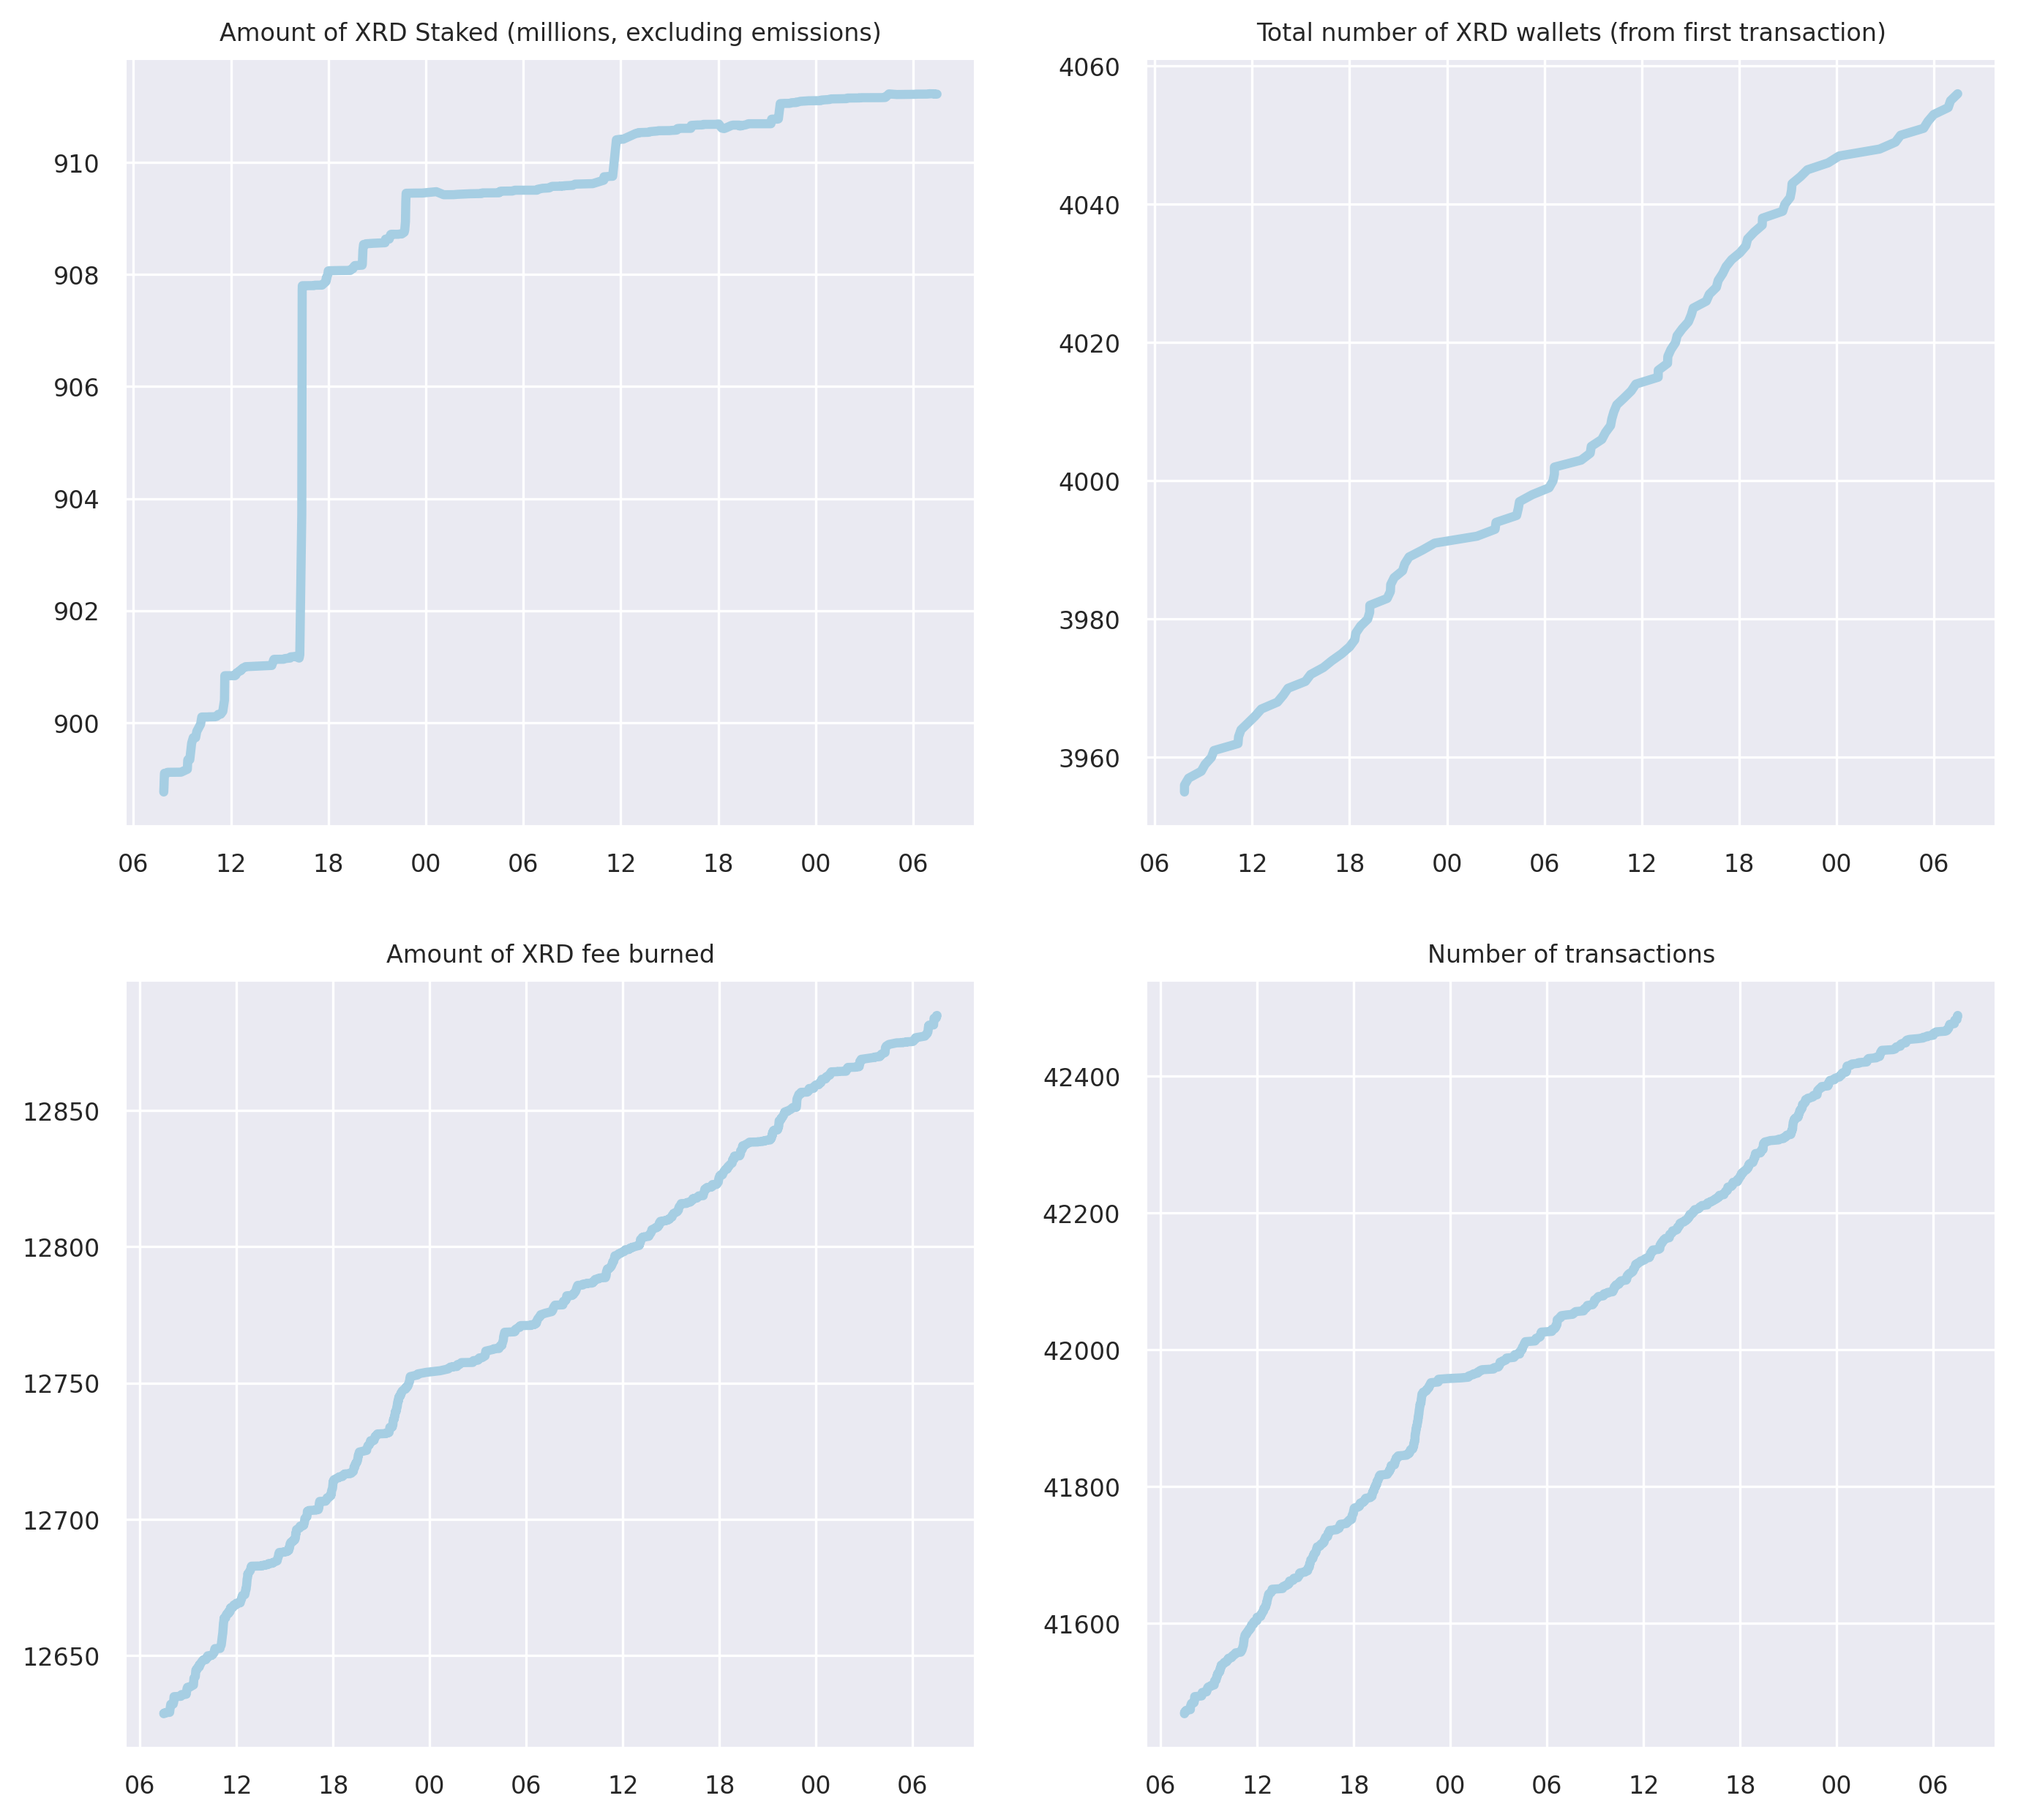 Amount of XRD Staked (millions, excluding emissions)
910
908
906
904
902
900
06 12 18 00 06 12 18 00 06
Total number of XRD wallets (from first transaction)
4060
4040
4020
4000
3980
3960
06 12 18 00 06 12 18 00 06
Amount of XRD fee burned
12850
12800
12750
12700
12650
06 12 18 00 06 12 18 00 06
Number of transactions
42400
42200
42000
41800
41600
06 12 18 00 06 12 18 00 06